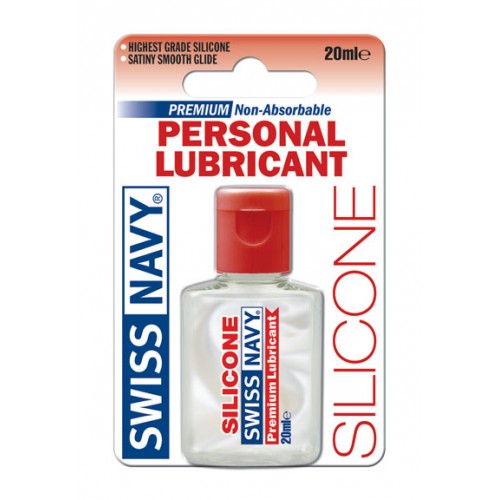 • HIGHEST GRADE SILICONE
• SATINY SMOOTH GLIDE
20ml℮
PREMIUM Non-Absorbable
PERSONAL
LUBRICANT
SWISS NAVY®
SILICONE
SILICONE
SWISS NAVY®
Premium Lubricant
20ml℮